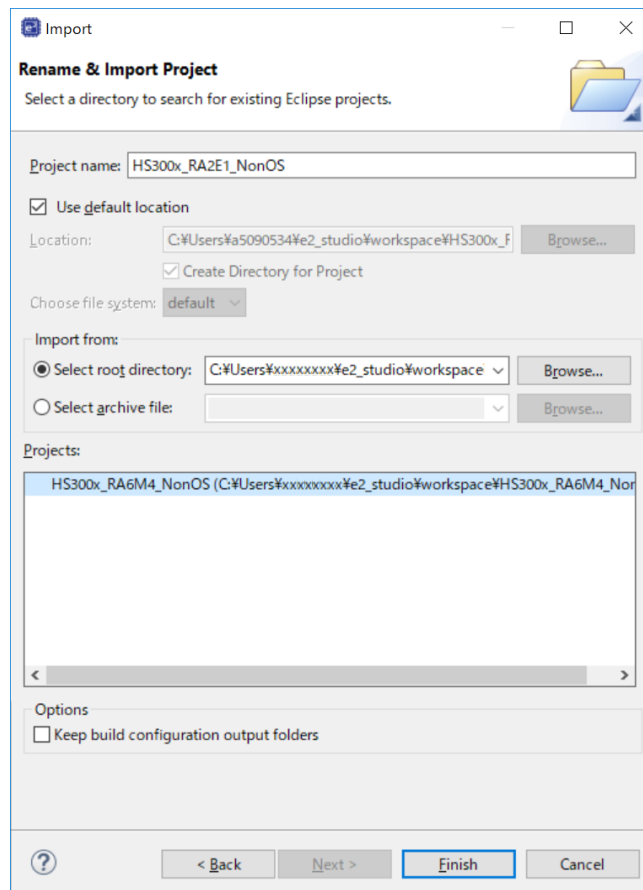 Import
Rename & Import Project
Select a directory to search for existing Eclipse projects.
Project name: HS300x_RA2E1_NonOS
Use default location
Location: C:¥Users¥a5090534¥e2_studio¥workspace¥HS300x_F Browse...
Create Directory for Project
Choose file system: default
Import from:
Select root directory: C:¥Users¥xxxxxxxx¥e2_studio¥workspace Browse...
Select archive file: Browse...
Projects:
HS300x_RA6M4_NonOS (C:¥Users¥xxxxxxxx¥e2_studio¥workspace¥HS300x_RA6M4_Nor
Options
Keep build configuration output folders
? < Back Next > Finish Cancel